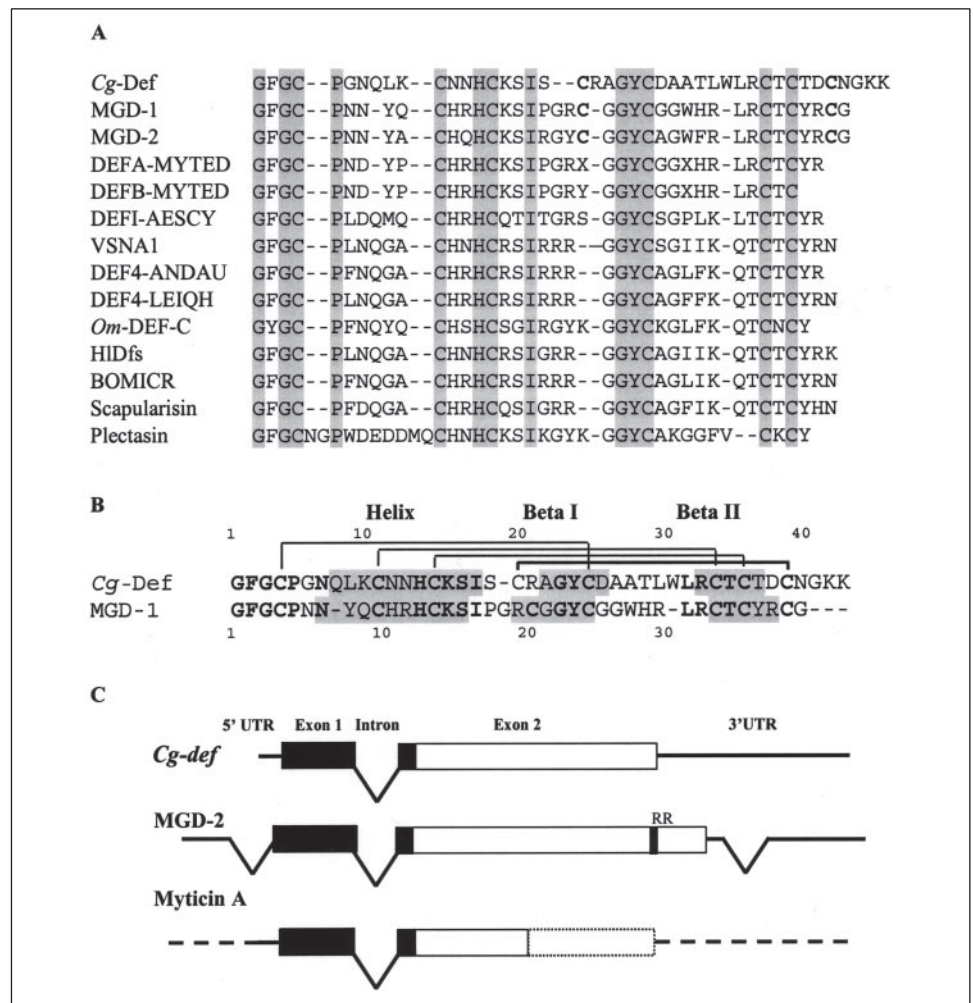 A
Cg-Def GFGC--PGNQLK--CNNHCKSIS--CRAGYCDAATLWLRCTCTDCNGKK
MGD-1 GFGC--PNN-YQ--CHRHCKSIPGRC-GGYCGGWHR-LRCTCYRCG
MGD-2 GFGC--PNN-YA--CHQHCKSIRGYC-GGYCAGWFR-LRCTCYRCG
DEFA-MYTED GFGC--PND-YP--CHRHCKSIPGRX-GGYCGGXHR-LRCTCYR
DEFB-MYTED GFGC--PND-YP--CHRHCKSIPGRY-GGYCGGXHR-LRCTC
DEFI-AESCY GFGC--PLDQMQ--CHRHCQTITGRS-GGYCSGPLK-LTCTCYR
VSNA1 GFGC--PLNQGA--CHNHCRSIRRR—GGYCSGIIK-QTCTCYRN
DEF4-ANDAU GFGC--PFNQGA--CHRHCRSIRRR-GGYCAGLFK-QTCTCYR
DEF4-LEIQH GFGC--PLNQGA--CHRHCRSIRRR-GGYCAGFFK-QTCTCYRN
Om-DEF-C GYGC--PFNQYQ--CHSHCSGIRGYK-GGYCKGLFK-QTCNCY
HlDfs GFGC--PLNQGA--CHNHCRSIGRR--GGYCAGIIK-QTCTCYRK
BOMICR GFGC--PFNQGA--CHRHCRSIRRR-GGYCAGLIK-QTCTCYRN
Scapularisin GFGC--PFDQGA--CHRHCQSIGRR--GGYCAGFIK-QTCTCYHN
Plectasin GFGCNGPWDEDDMQCHNHCKSIKGYK-GGYCAKGGFV--CKCY
B
Helix Beta I Beta II
1 10 20 30 40
Cg-Def GFGCPGNQLKCNNHCKSIS-CRAGYCDAATLWLRCTCTDCNGKK
MGD-1 GFGCPNN-YQCHRHCKSIPGRCGGYCGGWHR-LRCTCYRCG---
1 10 20 30
C
5' UTR Exon 1 Intron Exon 2 3'UTR
Cg-def
RR
MGD-2
Myticin A